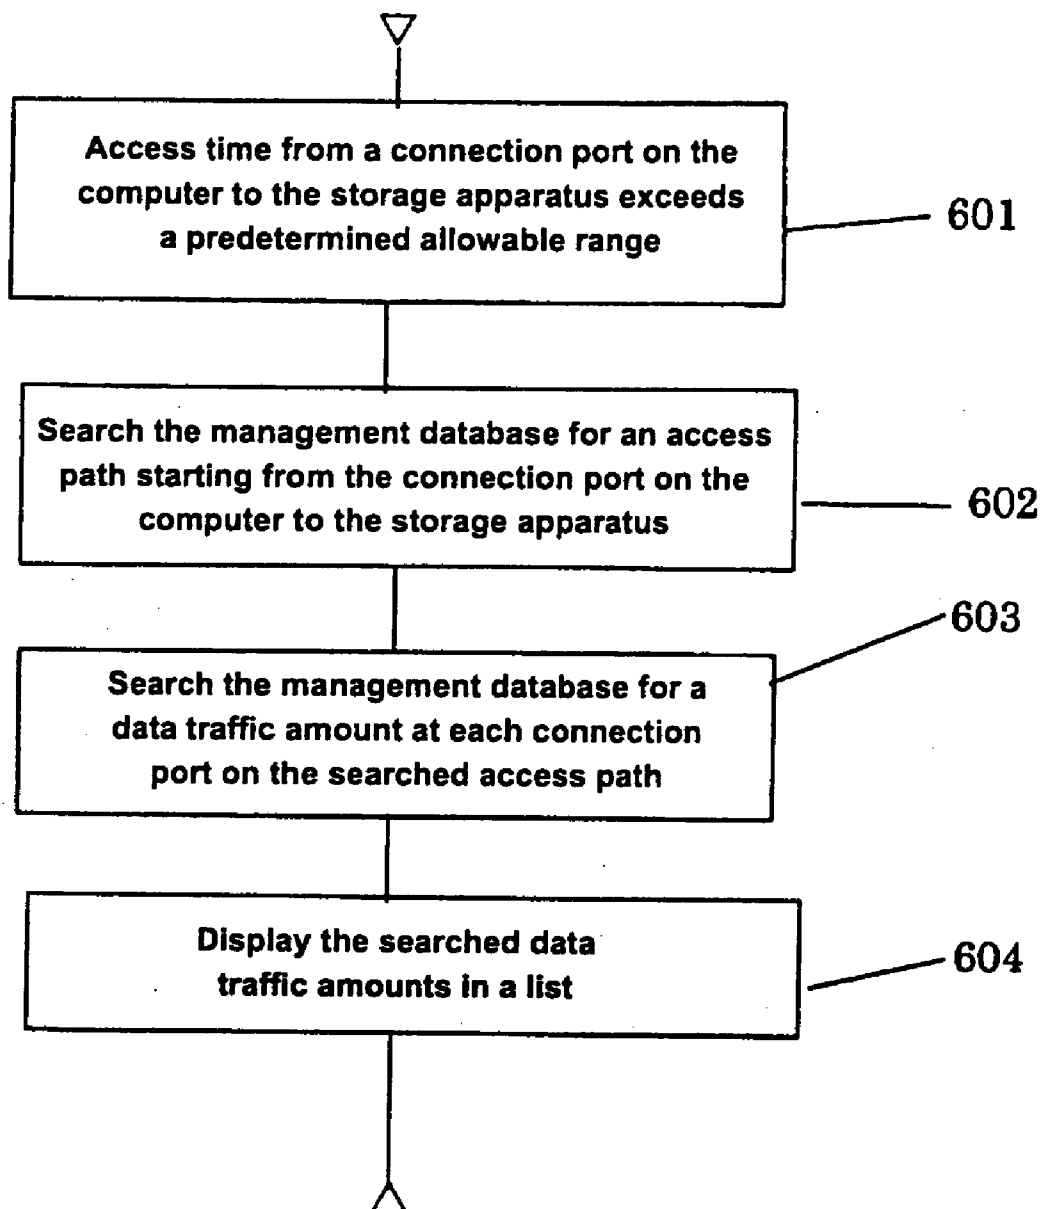 Access time from a connection port on the
computer to the storage apparatus exceeds
a predetermined allowable range
601
Search the management database for an access
path starting from the connection port on the
computer to the storage apparatus
602
603
Search the management database for a
data traffic amount at each connection
port on the searched access path
Display the searched data
traffic amounts in a list
604